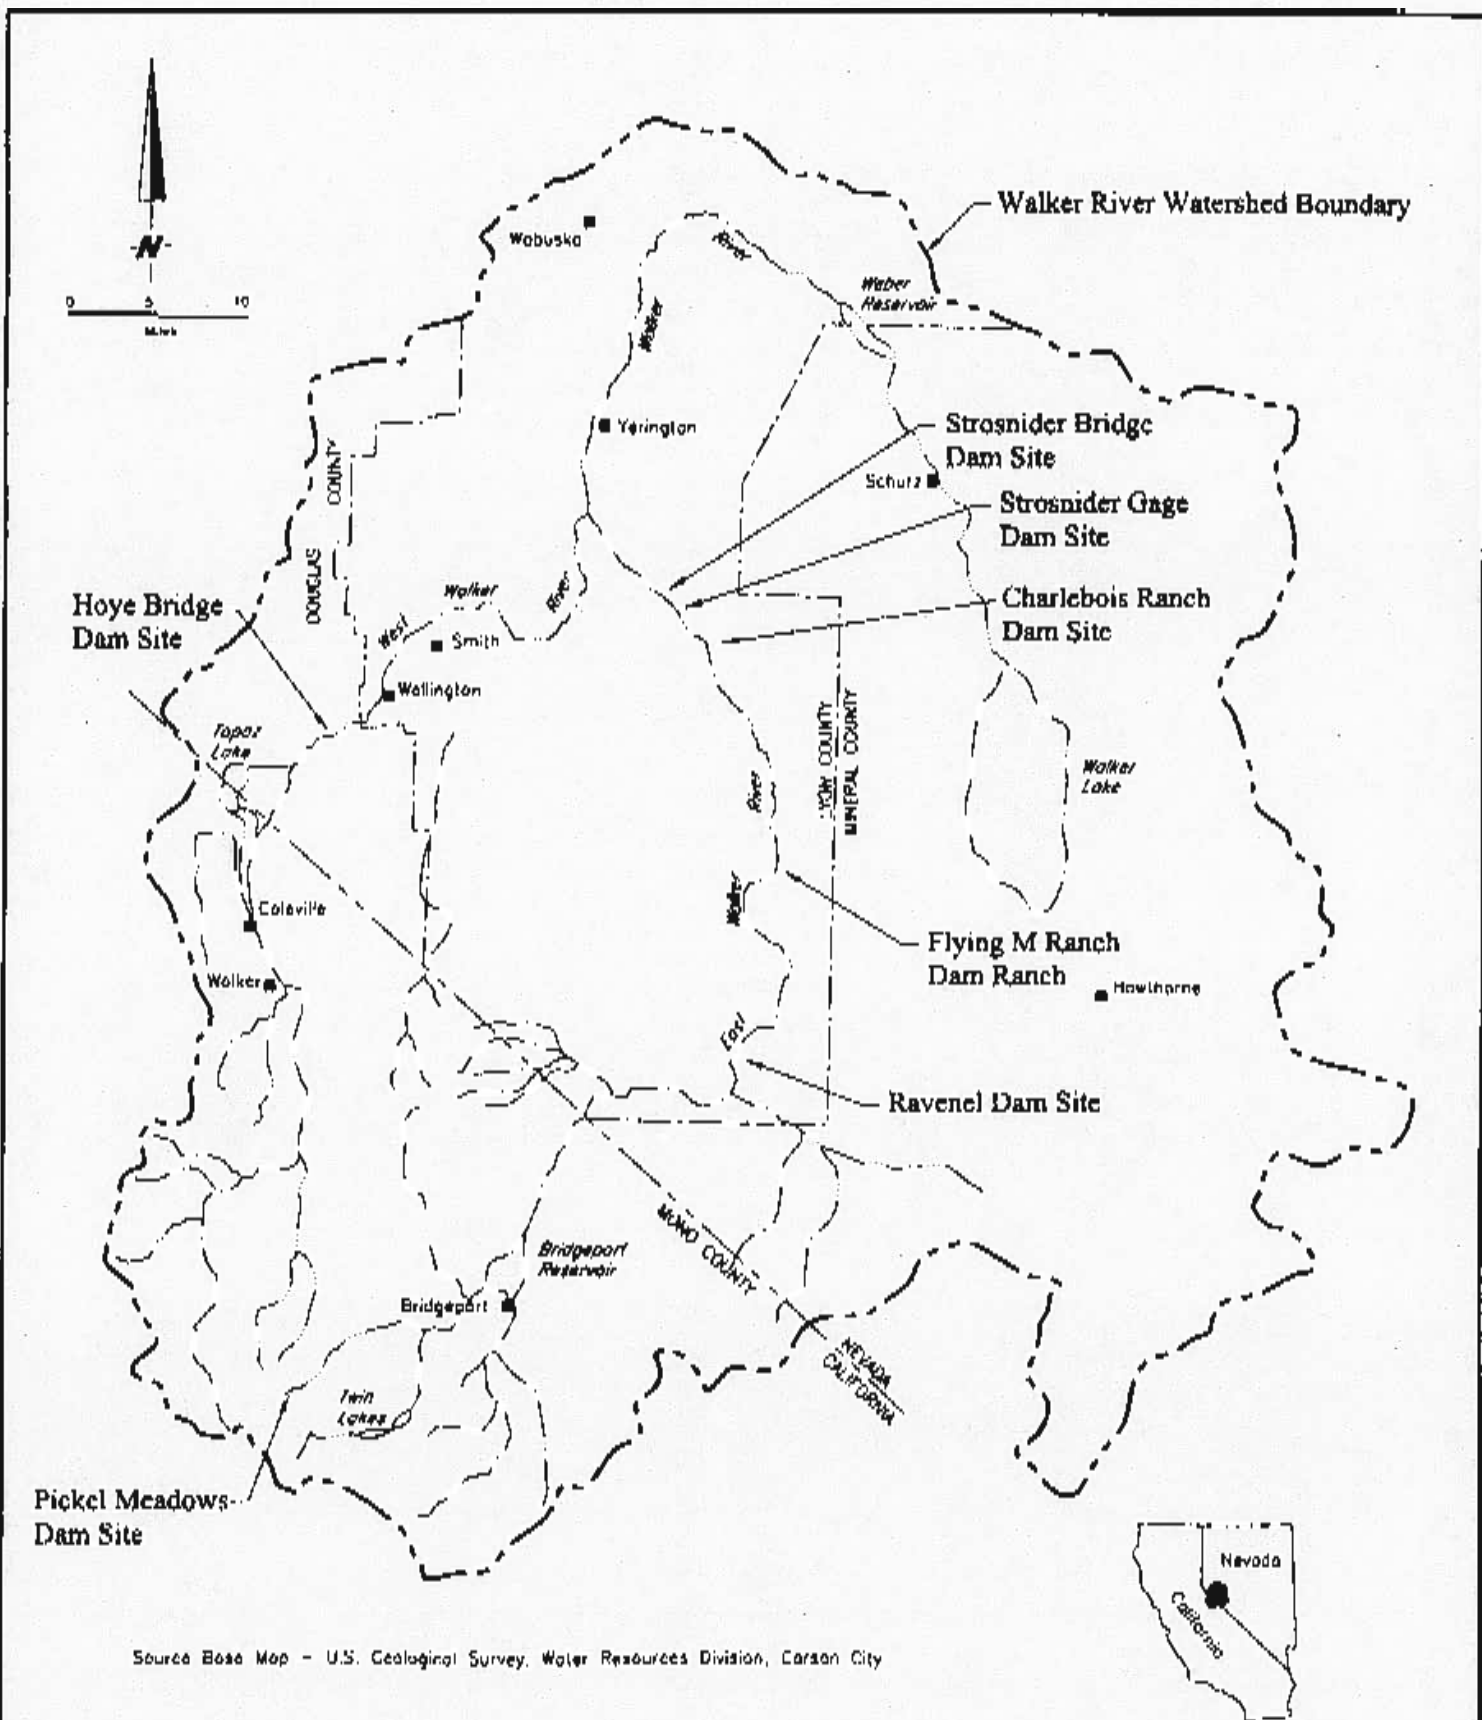 Walker River Watershed Boundary
N
0 5 10
Miles
Wabuska
River
Weber
Reservoir
Walker
Yerington
Strosnider Bridge
Dam Site
Schurz
Strosnider Gage
Dam Site
DOUGLAS COUNTY
Hoye Bridge
Dam Site
West Walker River
Charlebois Ranch
Dam Site
Smith
Wellington
Topaz
Lake
LYON COUNTY
MINERAL COUNTY
Walker
Lake
River
Walker
East
Coleville
Walker
Flying M Ranch
Dam Ranch
Hawthorne
Ravenel Dam Site
MONO COUNTY
Bridgeport
Reservoir
Bridgeport
NEVADA
CALIFORNIA
Twin
Lakes
Pickel Meadows
Dam Site
Nevada
California
Source Base Map - U.S. Geological Survey, Water Resources Division, Carson City